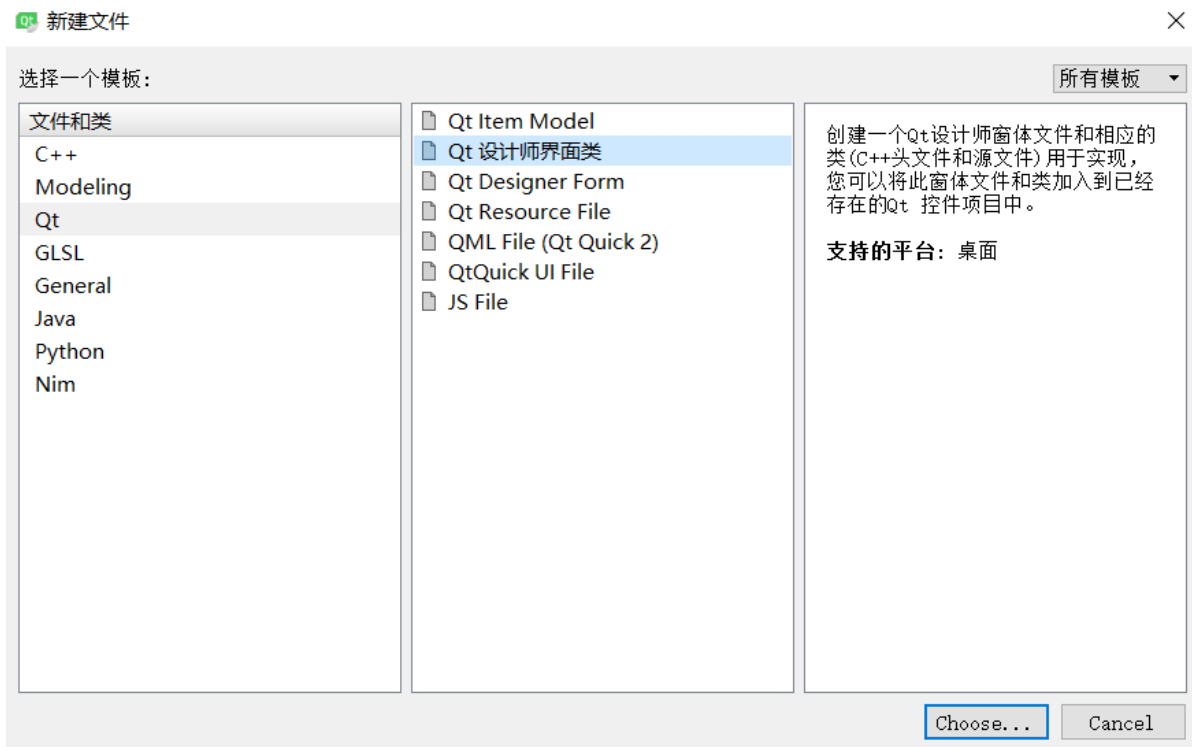 新建文件
选择一个模板:
所有模板
文件和类
C++
Modeling
Qt
GLSL
General
Java
Python
Nim
Qt Item Model
Qt 设计师界面类
Qt Designer Form
Qt Resource File
QML File (Qt Quick 2)
QtQuick UI File
JS File
创建一个Qt设计师窗体文件和相应的
类(C++头文件和源文件)用于实现，
您可以将此窗体文件和类加入到已经
存在的Qt 控件项目中。
支持的平台: 桌面
Choose...
Cancel